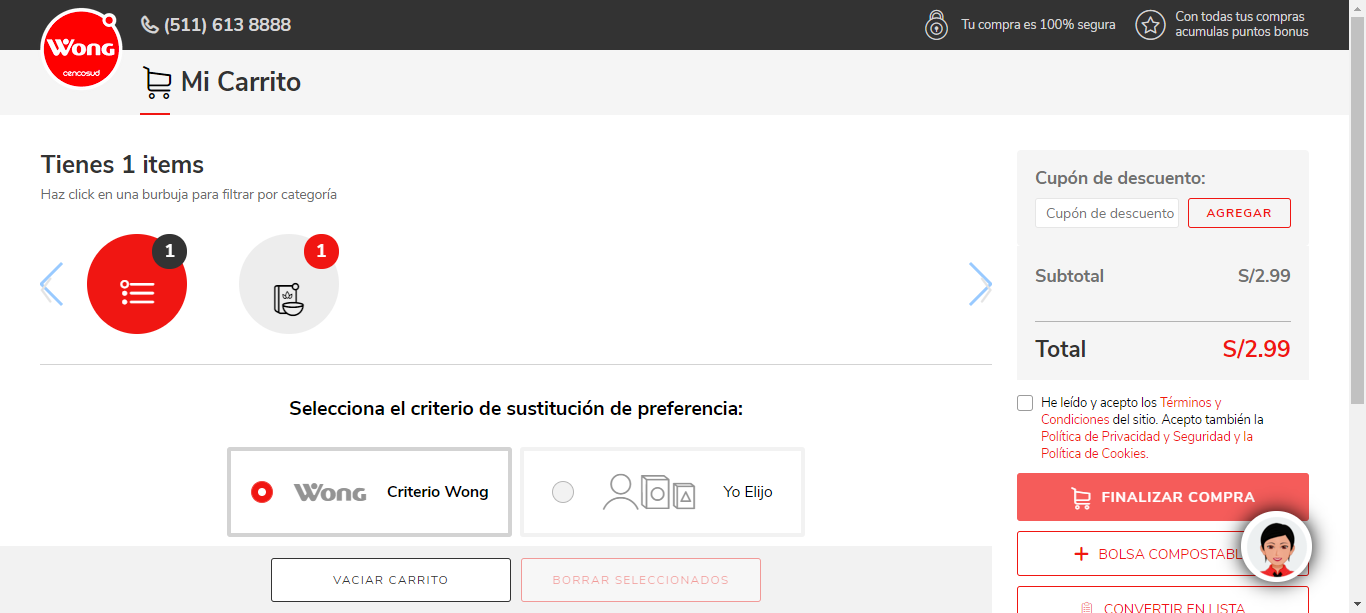 Wong
cencosud
(511) 613 8888
Tu compra es 100% segura
Con todas tus compras
acumulas puntos bonus
Mi Carrito
Tienes 1 items
Haz click en una burbuja para filtrar por categoría
1
1
Cupón de descuento:
Cupón de descuento
AGREGAR
Subtotal S/2.99
Total S/2.99
Selecciona el criterio de sustitución de preferencia:
Wong Criterio Wong
Yo Elijo
He leído y acepto los Términos y
Condiciones del sitio. Acepto también la
Política de Privacidad y Seguridad y la
Política de Cookies.
FINALIZAR COMPRA
BOLSA COMPOSTABL
CONVERTIR EN LISTA
VACIAR CARRITO
BORRAR SELECCIONADOS